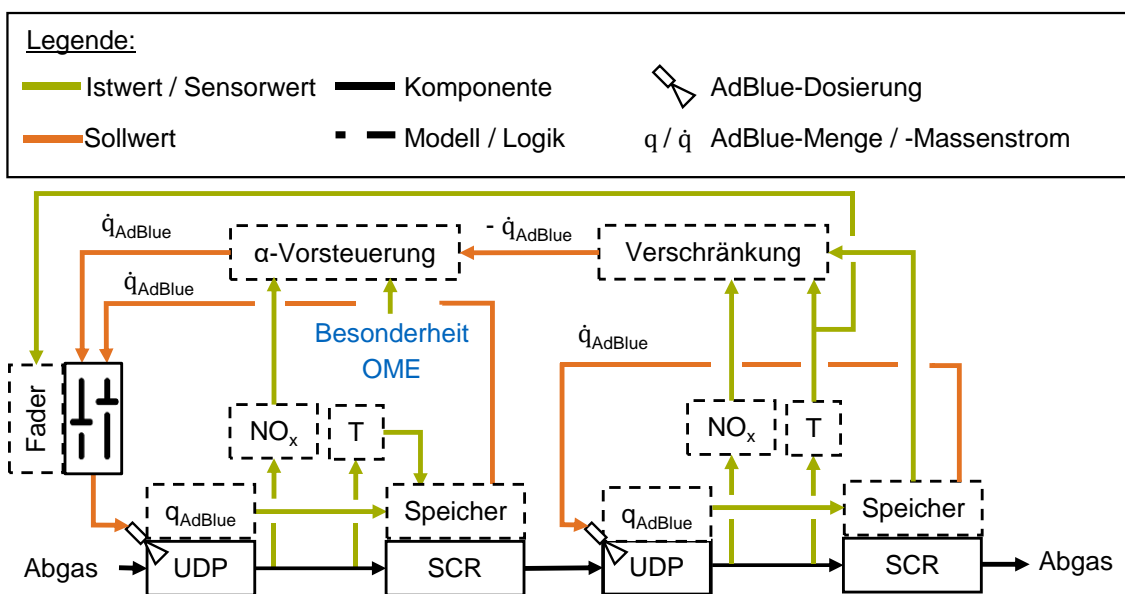 Legende:
Istwert / Sensorwert
Komponente
AdBlue-Dosierung
Sollwert
Modell / Logik
q / q̇ AdBlue-Menge / -Massenstrom
q̇AdBlue
α-Vorsteuerung
- q̇AdBlue
Verschränkung
q̇AdBlue
Besonderheit
OME
q̇AdBlue
Fader
NOx
T
NOx
T
qAdBlue
Speicher
qAdBlue
Speicher
Abgas
UDP
SCR
UDP
SCR
Abgas